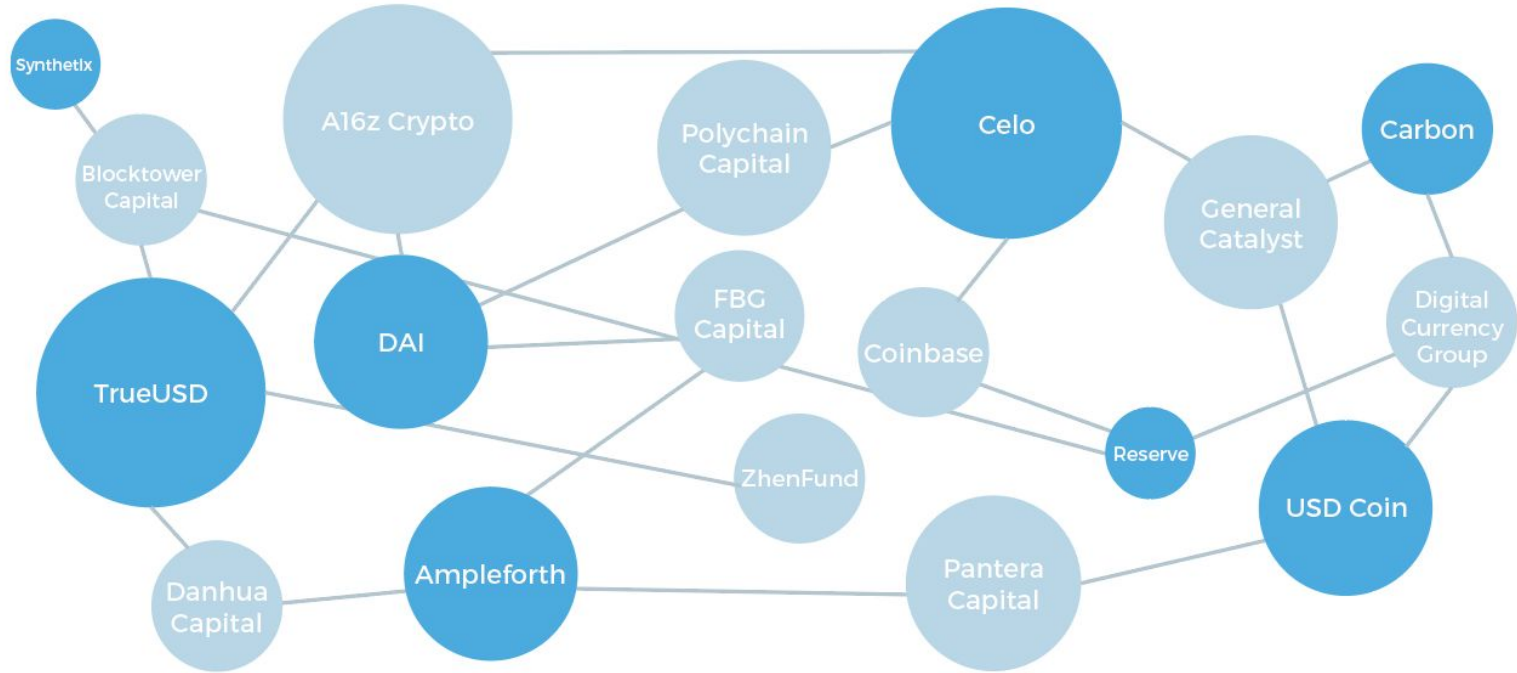 Synthetix
A16z Crypto
Celo
Polychain
Capital
Carbon
Blocktower
Capital
General
Catalyst
FBG
Capital
Digital
Currency
Group
DAI
Coinbase
TrueUSD
Reserve
ZhenFund
USD Coin
Ampleforth
Pantera
Capital
Danhua
Capital